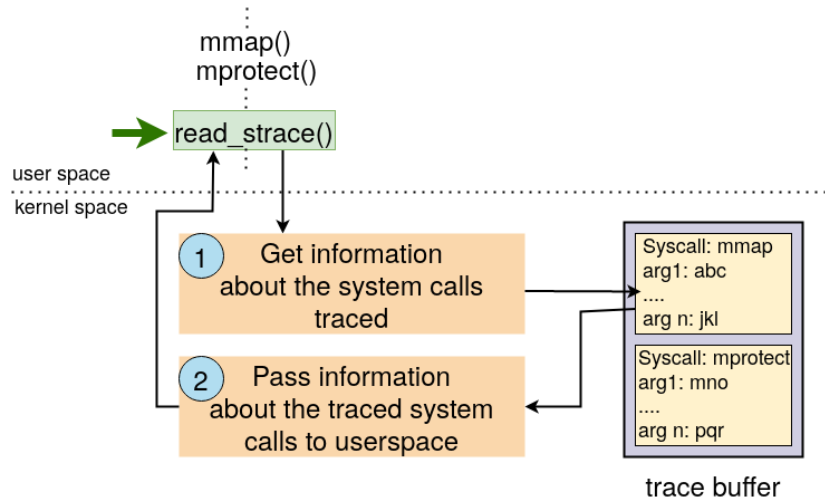 mmap()
mprotect()
read_strace()
user space
kernel space
1
Get information
about the system calls
traced
2
Pass information
about the traced system
calls to userspace
Syscall: mmap
arg1: abc
....
arg n: jkl
Syscall: mprotect
arg1: mno
....
arg n: pqr
trace buffer